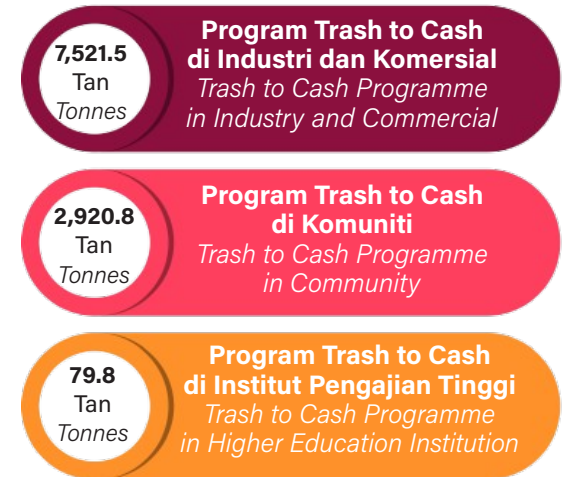 7,521.5
Tan
Tonnes
Program Trash to Cash
di Industri dan Komersial
Trash to Cash Programme
in Industry and Commercial
2,920.8
Tan
Tonnes
Program Trash to Cash
di Komuniti
Trash to Cash Programme
in Community
79.8
Tan
Tonnes
Program Trash to Cash
di Institut Pengajian Tinggi
Trash to Cash Programme
in Higher Education Institution